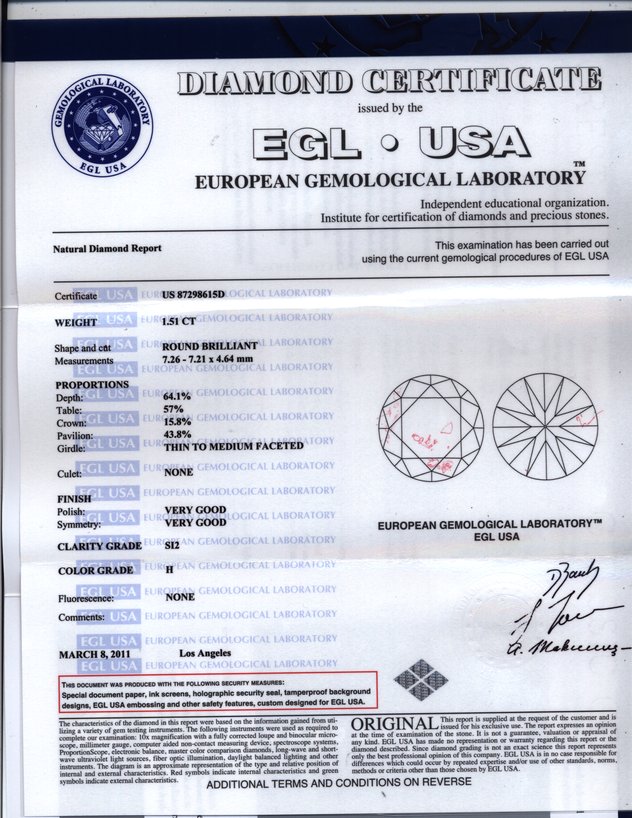 GEMOLOGICAL LABORATORY
EGL USA
DIAMOND CERTIFICATE
issued by the
EGL • USA
EUROPEAN GEMOLOGICAL LABORATORY™
Independent educational organization.
Institute for certification of diamonds and precious stones.
Natural Diamond Report
This examination has been carried out
using the current gemological procedures of EGL USA
Certificate US 87298615D
WEIGHT 1.51 CT
Shape and cut ROUND BRILLIANT
Measurements 7.26 - 7.21 x 4.64 mm
PROPORTIONS
Depth: 64.1%
Table: 57%
Crown: 15.8%
Pavilion: 43.8%
Girdle: THIN TO MEDIUM FACETED
Culet: NONE
FINISH
Polish: VERY GOOD
Symmetry: VERY GOOD
CLARITY GRADE SI2
COLOR GRADE H
Fluorescence: NONE
Comments:
MARCH 8, 2011 Los Angeles
EGL USA EUROPEAN GEMOLOGICAL LABORATORY
EUROPEAN GEMOLOGICAL LABORATORY™
EGL USA
THIS DOCUMENT WAS PRODUCED WITH THE FOLLOWING SECURITY MEASURES:
Special document paper, ink screens, holographic security seal, tamperproof background
designs, EGL USA embossing and other safety features, custom designed for EGL USA.
The characteristics of the diamond in this report were based on the information gained from uti-
lizing a variety of gem testing instruments. The following instruments were used as required to
complete our examination: 10x magnification with a fully corrected loupe and binocular micro-
scope, millimeter gauge, computer aided non-contact measuring device, spectroscope systems,
ProportionScope, electronic balance, master color comparison diamonds, long-wave and short-
wave ultraviolet light sources, fiber optic illumination, daylight balanced lighting and other
instruments. The diagram is an approximate representation of the type and relative position of
internal and external characteristics. Red symbols indicate internal characteristics and green
symbols indicate external characteristics.
ORIGINAL This report is supplied at the request of the customer and is
issued for his exclusive use. The report expresses an opinion
at the time of examination of the stone. It is not a guarantee, valuation or appraisal of
any kind. EGL USA has made no representation or warranty regarding this report or the
diamond described. Since diamond grading is not an exact science this report represents
only the best professional opinion of this company. EGL USA is in no case responsible for
differences which could occur by repeated expertise and/or use of other standards, norms,
methods or criteria other than those chosen by EGL USA.
ADDITIONAL TERMS AND CONDITIONS ON REVERSE